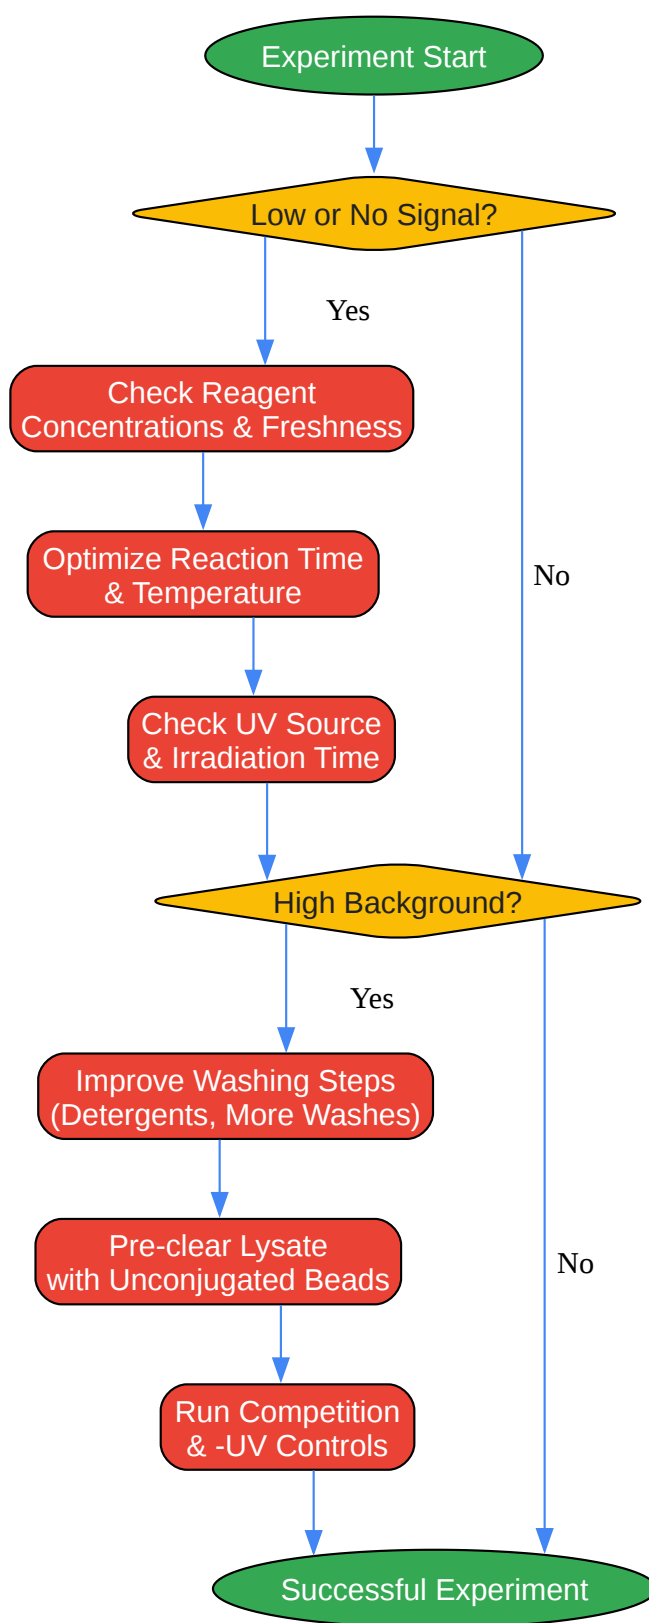 Experiment Start
Low or No Signal?
Yes
Check Reagent
Concentrations & Freshness
Optimize Reaction Time
& Temperature
No
Check UV Source
& Irradiation Time
High Background?
Yes
Improve Washing Steps
(Detergents, More Washes)
Pre-clear Lysate
with Unconjugated Beads
No
Run Competition
& -UV Controls
Successful Experiment